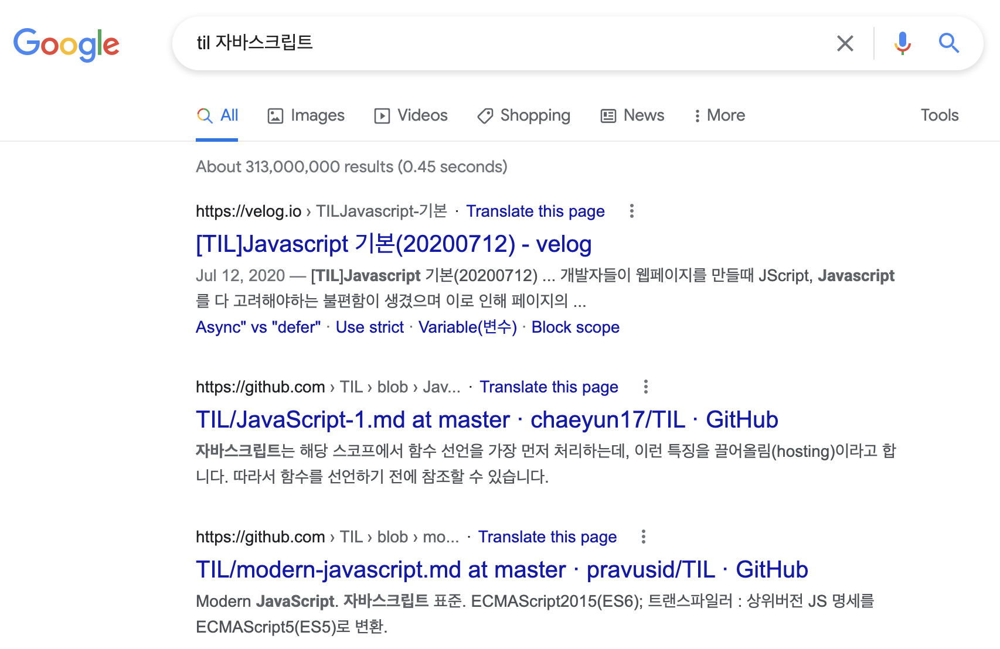 Google
til 자바스크립트
All Images Videos Shopping News More Tools
About 313,000,000 results (0.45 seconds)
https://velog.io › TILJavascript-기본 · Translate this page
[TIL]Javascript 기본(20200712) - velog
Jul 12, 2020 — [TIL]Javascript 기본(20200712) ... 개발자들이 웹페이지를 만들때 JScript, Javascript
를 다 고려해야하는 불편함이 생겼으며 이로 인해 페이지의 ...
Async" vs "defer" · Use strict · Variable(변수) · Block scope
https://github.com › TIL › blob › Jav... · Translate this page
TIL/JavaScript-1.md at master · chaeyun17/TIL · GitHub
자바스크립트는 해당 스코프에서 함수 선언을 가장 먼저 처리하는데, 이런 특징을 끌어올림(hosting)이라고 합
니다. 따라서 함수를 선언하기 전에 참조할 수 있습니다.
https://github.com › TIL › blob › mo... · Translate this page
TIL/modern-javascript.md at master · pravusid/TIL · GitHub
Modern JavaScript. 자바스크립트 표준. ECMAScript2015(ES6); 트랜스파일러 : 상위버전 JS 명세를
ECMAScript5(ES5)로 변환.